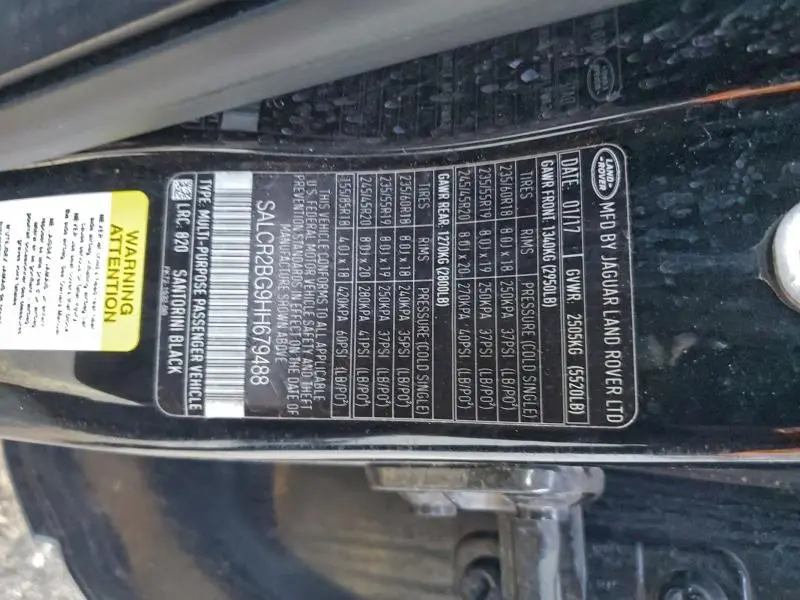 LAND ROVER
MFD BY JAGUAR LAND ROVER LTD
DATE: 01/17 GVWR: 2505KG (5520LB)
GAWR FRONT: 1340KG (2950LB)
TIRES RIMS PRESSURE (COLD SINGLE)
235/60R18 8.0J x 18 250KPA 37PSI (LB/PO²)
235/55R19 8.0J x 19 250KPA 37PSI (LB/PO²)
245/45R20 8.0J x 20 270KPA 40PSI (LB/PO²)
GAWR REAR: 1270KG (2800LB)
TIRES RIMS PRESSURE (COLD SINGLE)
235/60R18 8.0J x 18 240KPA 35PSI (LB/PO²)
235/55R19 8.0J x 19 250KPA 37PSI (LB/PO²)
245/45R20 8.0J x 20 280KPA 41PSI (LB/PO²)
155/85R18 4.0J x 18 420KPA 60PSI (LB/PO²)
THIS VEHICLE CONFORMS TO ALL APPLICABLE
U.S. FEDERAL MOTOR VEHICLE SAFETY AND THEFT
PREVENTION STANDARDS IN EFFECT ON THE DATE OF
MANUFACTURE SHOWN ABOVE.
SALCR2BG9HH679488
TYPE: MULTI-PURPOSE PASSENGER VEHICLE
LRC: 820 SANTORINI BLACK
WARNING
ATTENTION